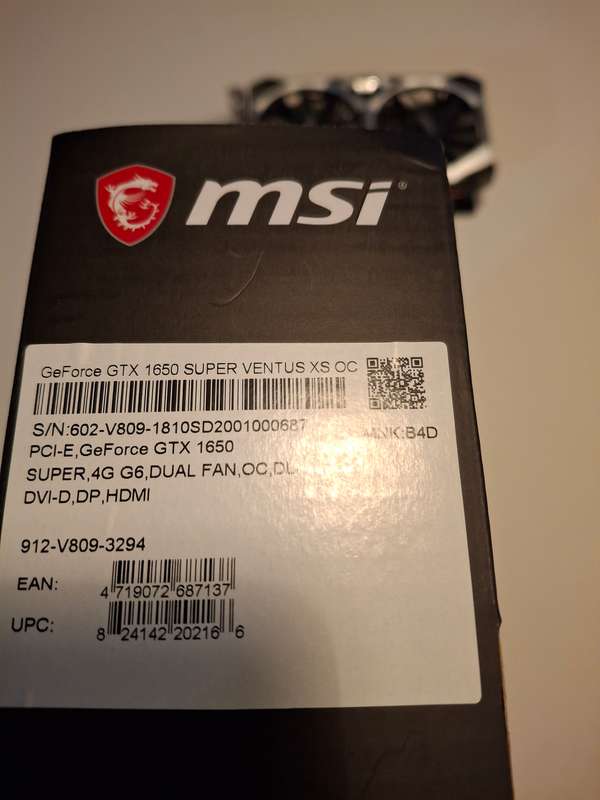 msi
GeForce GTX 1650 SUPER VENTUS XS OC
S/N:602-V809-1810SD2001000687
MNK:B4D
PCI-E,GeForce GTX 1650
SUPER,4G G6,DUAL FAN,OC,DL-
DVI-D,DP,HDMI
912-V809-3294
EAN:
4 719072 687137
UPC:
8 24142 20216 6